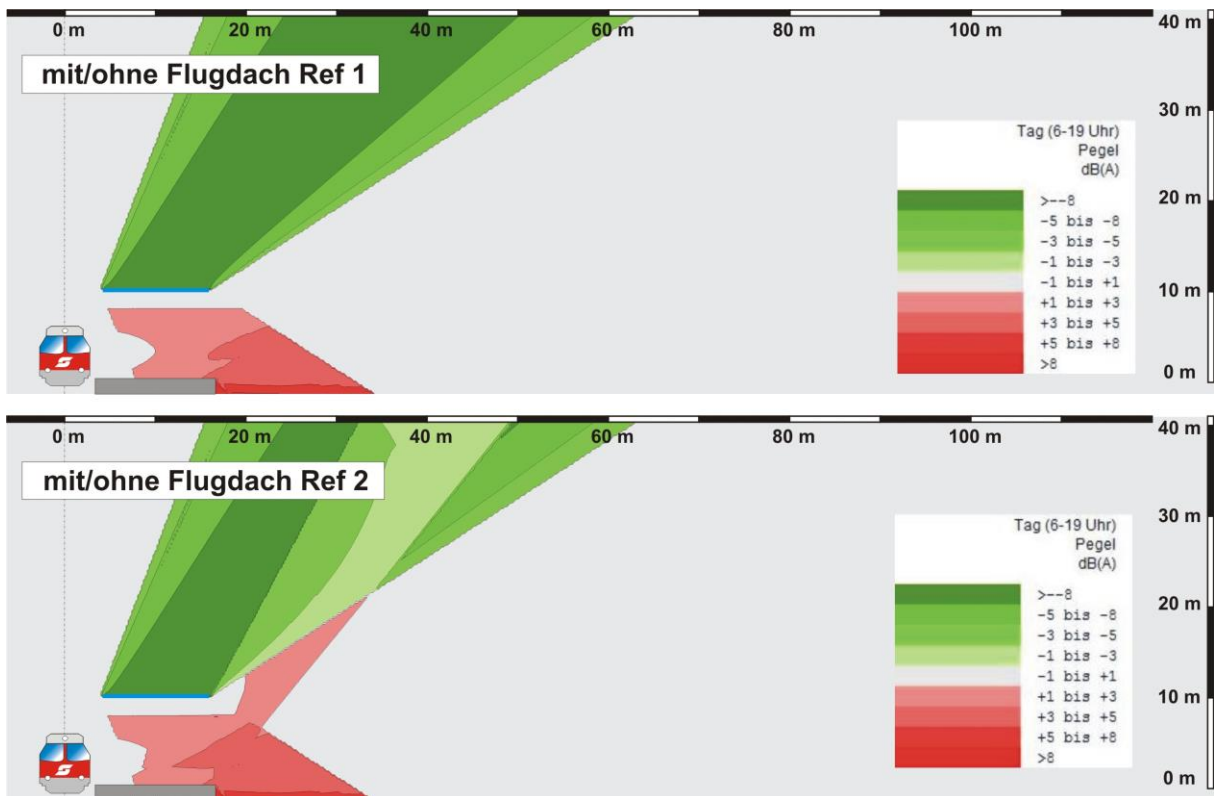 0 m 20 m 40 m 60 m 80 m 100 m 40 m
mit/ohne Flugdach Ref 1
30 m
Tag (6-19 Uhr)
Pegel
dB(A)
>--8
-5 bis -8
-3 bis -5
-1 bis -3
-1 bis +1
+1 bis +3
+3 bis +5
+5 bis +8
>8
20 m
10 m
0 m
0 m 20 m 40 m 60 m 80 m 100 m 40 m
mit/ohne Flugdach Ref 2
30 m
Tag (6-19 Uhr)
Pegel
dB(A)
>--8
-5 bis -8
-3 bis -5
-1 bis -3
-1 bis +1
+1 bis +3
+3 bis +5
+5 bis +8
>8
20 m
10 m
0 m